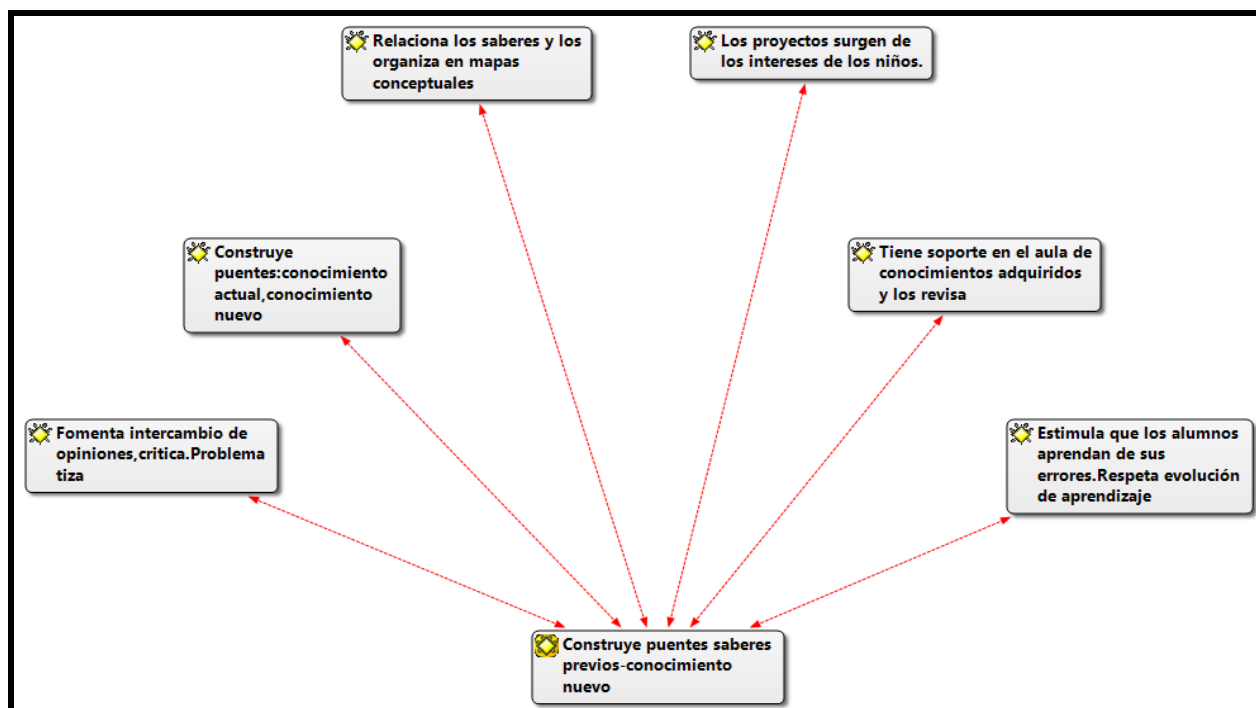 Relaciona los saberes y los
organiza en mapas
conceptuales
Los proyectos surgen de
los intereses de los niños.
Construye
puentes:conocimiento
actual,conocimiento
nuevo
Tiene soporte en el aula de
conocimientos adquiridos
y los revisa
Fomenta intercambio de
opiniones,critica.Problema
tiza
Estimula que los alumnos
aprendan de sus
errores.Respeta evolución
de aprendizaje
Construye puentes saberes
previos-conocimiento
nuevo